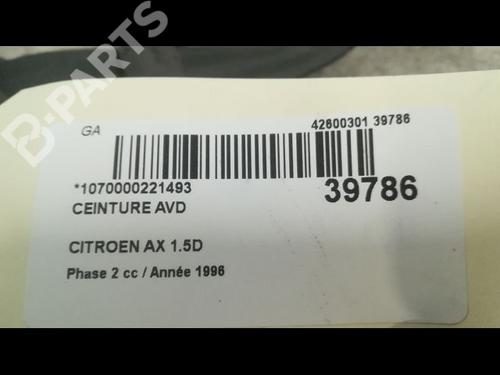 B-PARTS
GA
42600301 39786
*1070000221493
39786
CEINTURE AVD
CITROEN AX 1.5D
Phase 2 cc / Année 1996